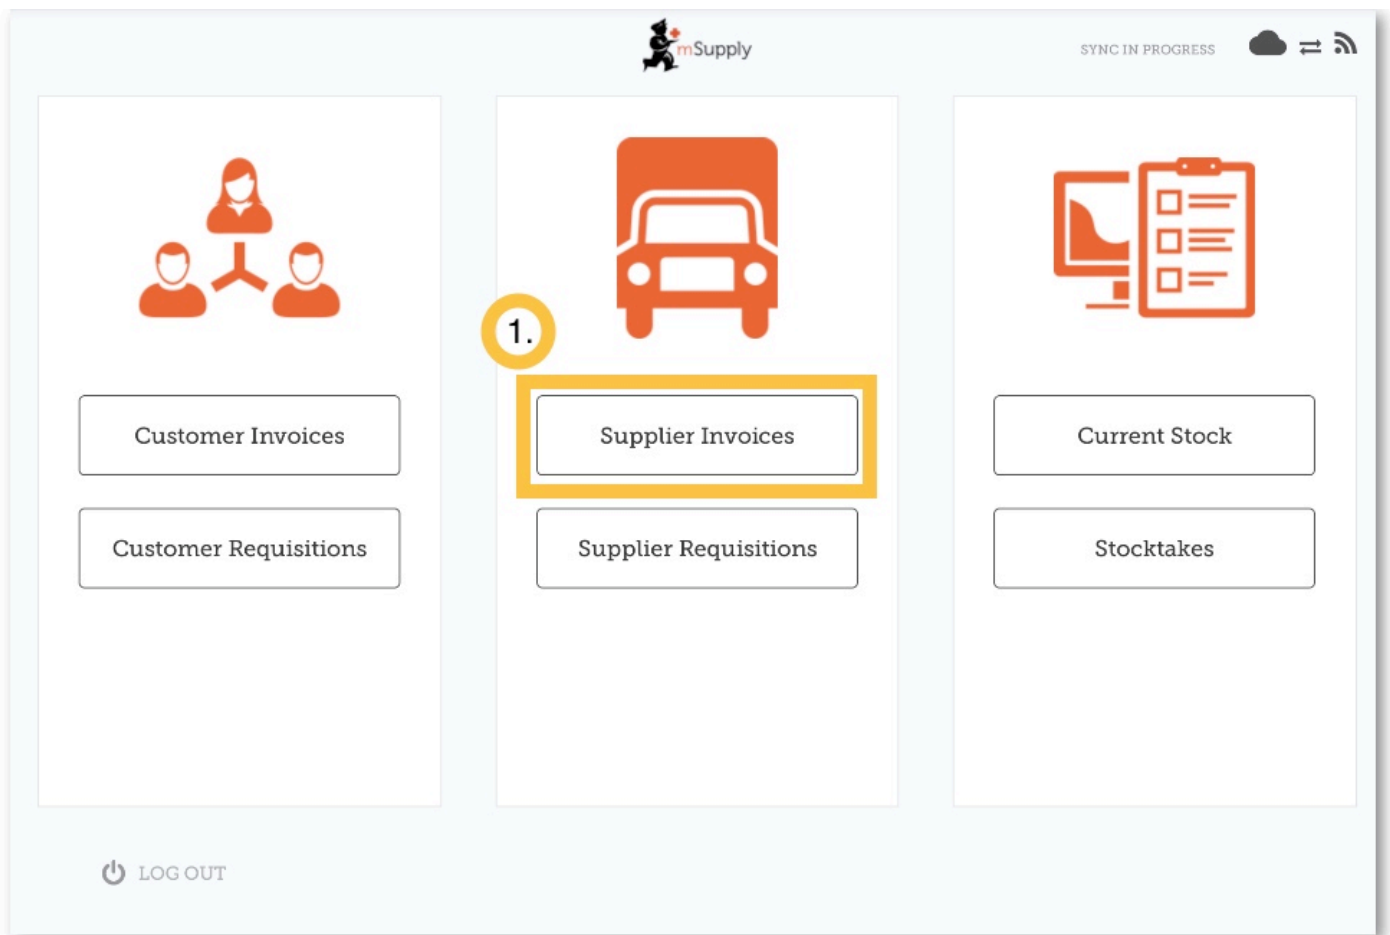 mSupply
SYNC IN PROGRESS
1.
Customer Invoices
Supplier Invoices
Current Stock
Customer Requisitions
Supplier Requisitions
Stocktakes
LOG OUT